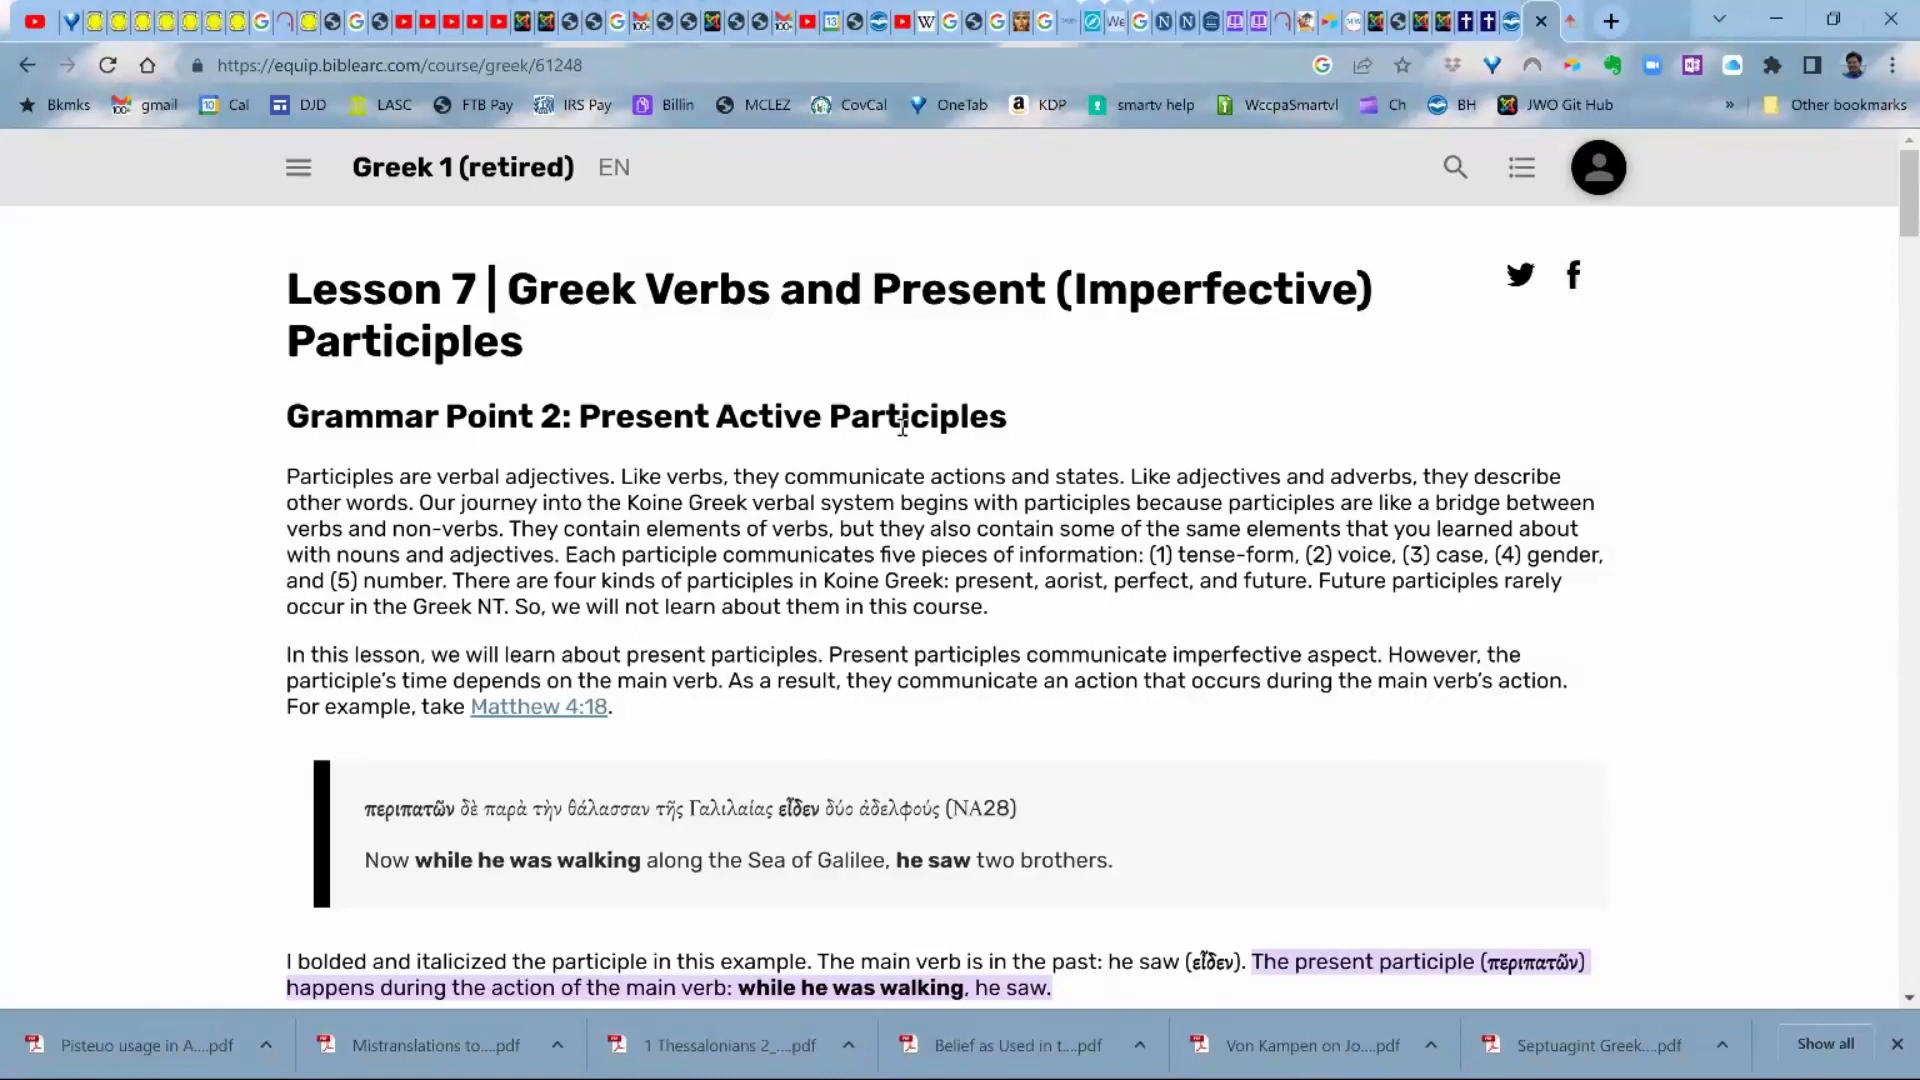 https://equip.biblearc.com/course/greek/61248
Bkmks gmail Cal DJD LASC FTB Pay IRS Pay Billin MCLEZ CovCal OneTab KDP smartv help WccpaSmartvl Ch BH JWO Git Hub » Other bookmarks
Greek 1 (retired) EN
Lesson 7 | Greek Verbs and Present (Imperfective)
Participles
Grammar Point 2: Present Active Participles
Participles are verbal adjectives. Like verbs, they communicate actions and states. Like adjectives and adverbs, they describe
other words. Our journey into the Koine Greek verbal system begins with participles because participles are like a bridge between
verbs and non-verbs. They contain elements of verbs, but they also contain some of the same elements that you learned about
with nouns and adjectives. Each participle communicates five pieces of information: (1) tense-form, (2) voice, (3) case, (4) gender,
and (5) number. There are four kinds of participles in Koine Greek: present, aorist, perfect, and future. Future participles rarely
occur in the Greek NT. So, we will not learn about them in this course.
In this lesson, we will learn about present participles. Present participles communicate imperfective aspect. However, the
participle's time depends on the main verb. As a result, they communicate an action that occurs during the main verb's action.
For example, take Matthew 4:18.
περιπατῶν δὲ παρὰ τὴν θάλασσαν τῆς Γαλιλαίας εἶδεν δύο ἀδελφούς (NA28)
Now while he was walking along the Sea of Galilee, he saw two brothers.
I bolded and italicized the participle in this example. The main verb is in the past: he saw (εἶδεν). The present participle (περιπατῶν)
happens during the action of the main verb: while he was walking, he saw.
Pisteuo usage in A....pdf Mistranslations to....pdf 1 Thessalonians 2_....pdf Belief as Used in t....pdf Von Kampen on Jo....pdf Septuagint Greek....pdf Show all